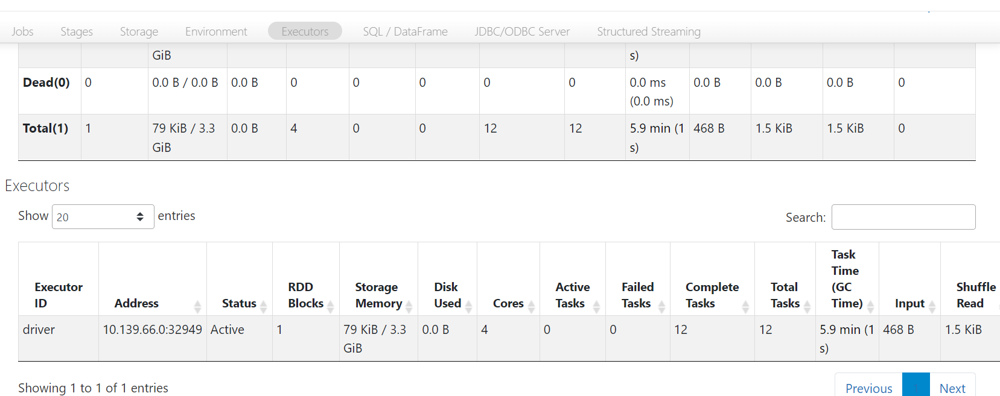 Jobs Stages Storage Environment Executors SQL / DataFrame JDBC/ODBC Server Structured Streaming
GiB s)
Dead(0) 0 0.0 B / 0.0 B 0.0 B 0 0 0 0 0 0.0 ms 0.0 B 0.0 B 0.0 B 0
(0.0 ms)
Total(1) 1 79 KiB / 3.3 0.0 B 4 0 0 12 12 5.9 min (1 468 B 1.5 KiB 1.5 KiB 0
GiB s)
Executors
Show 20 entries Search:
Task
Time
Executor RDD Storage Disk Active Failed Complete Total (GC Shuffle
ID Address Status Blocks Memory Used Cores Tasks Tasks Tasks Tasks Time) Input Read
driver 10.139.66.0:32949 Active 1 79 KiB / 3.3 0.0 B 4 0 0 12 12 5.9 min (1 468 B 1.5 KiB
GiB s)
Showing 1 to 1 of 1 entries Previous 1 Next